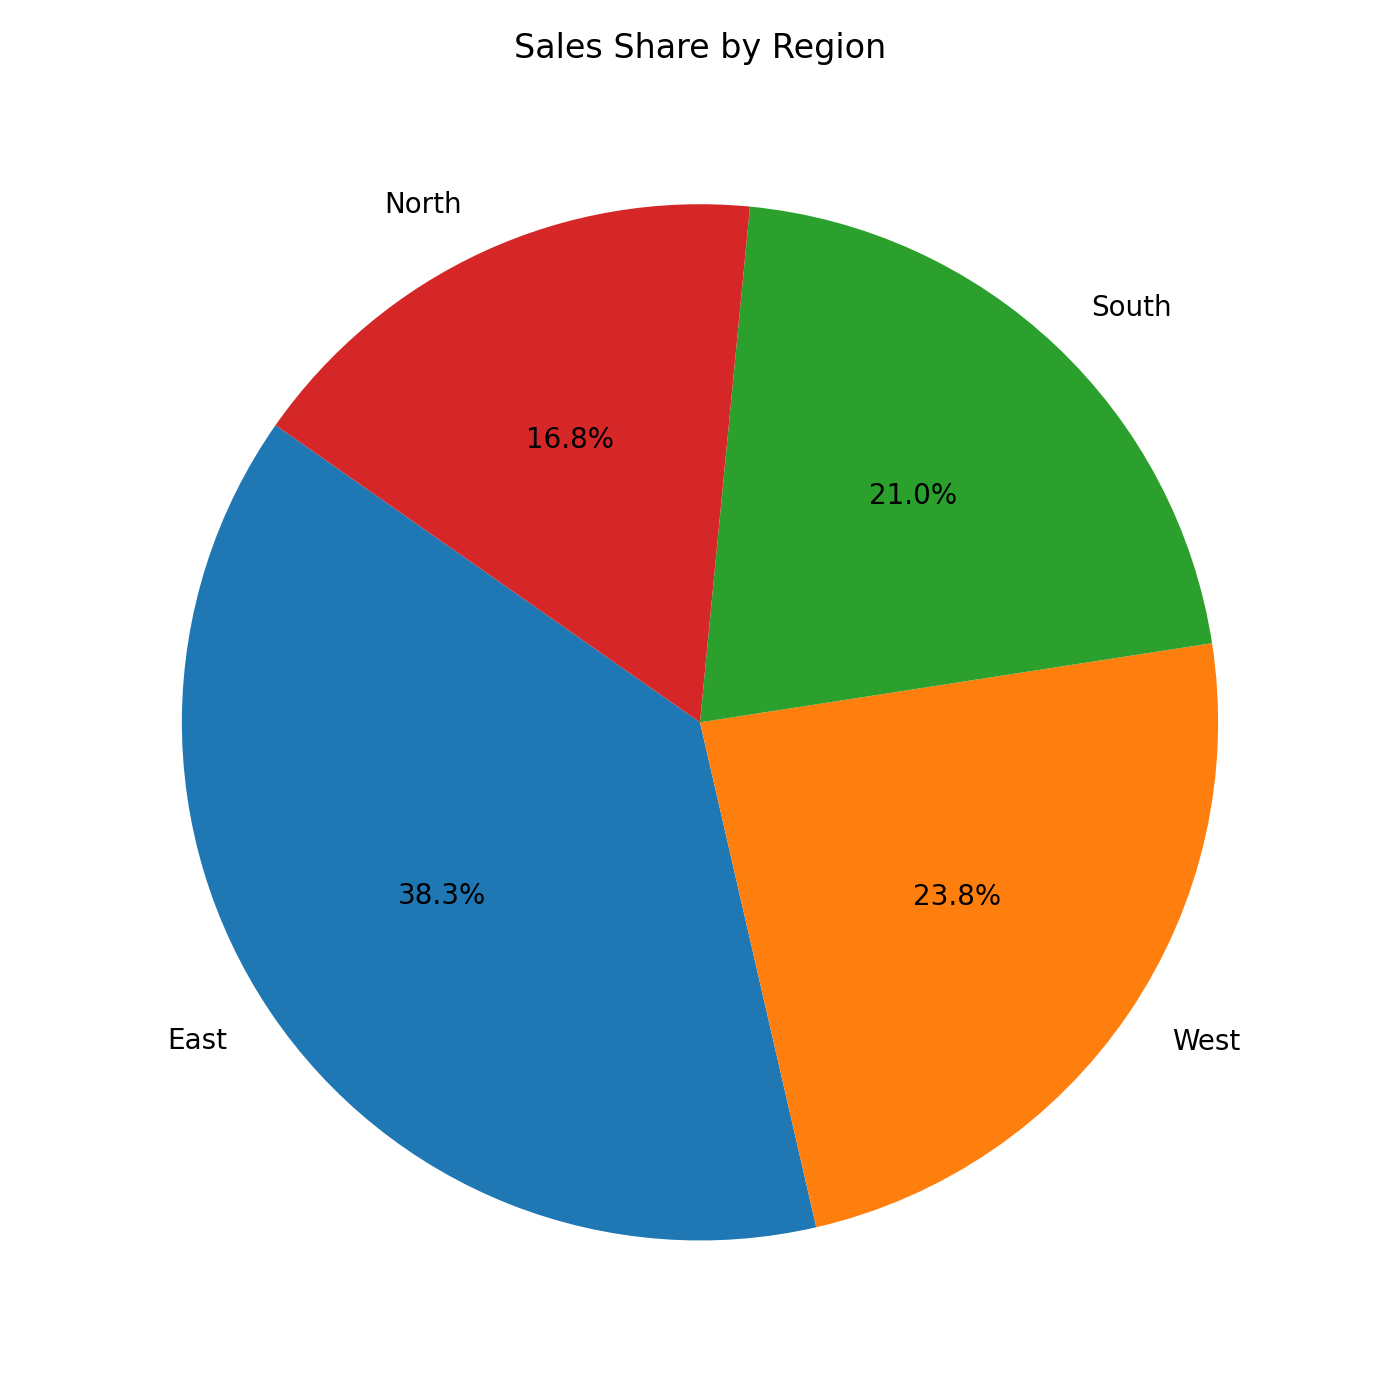 Sales Share by Region
North
South
16.8%
21.0%
38.3%
23.8%
East
West